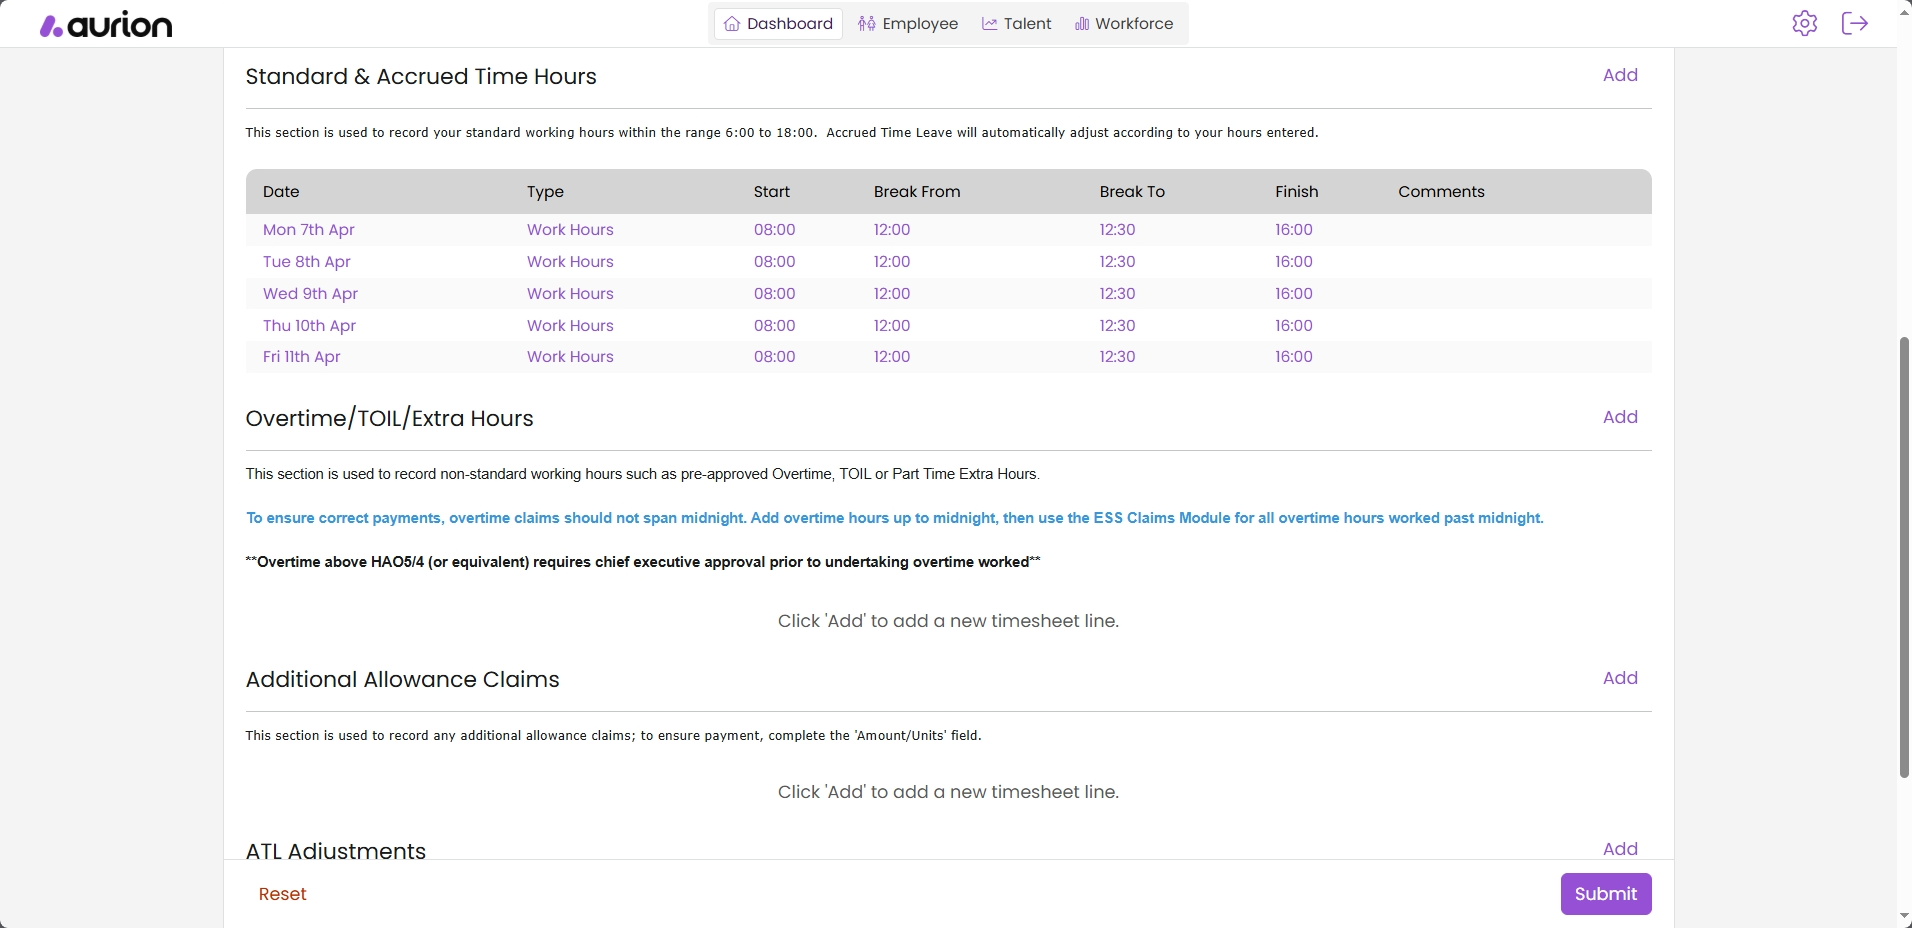 aurion Dashboard Employee Talent Workforce
Standard & Accrued Time Hours Add
This section is used to record your standard working hours within the range 6:00 to 18:00.  Accrued Time Leave will automatically adjust according to your hours entered.
Date Type Start Break From Break To Finish Comments
Mon 7th Apr Work Hours 08:00 12:00 12:30 16:00
Tue 8th Apr Work Hours 08:00 12:00 12:30 16:00
Wed 9th Apr Work Hours 08:00 12:00 12:30 16:00
Thu 10th Apr Work Hours 08:00 12:00 12:30 16:00
Fri 11th Apr Work Hours 08:00 12:00 12:30 16:00
Overtime/TOIL/Extra Hours Add
This section is used to record non-standard working hours such as pre-approved Overtime, TOIL or Part Time Extra Hours.
To ensure correct payments, overtime claims should not span midnight. Add overtime hours up to midnight, then use the ESS Claims Module for all overtime hours worked past midnight.
**Overtime above HAO5/4 (or equivalent) requires chief executive approval prior to undertaking overtime worked**
Click 'Add' to add a new timesheet line.
Additional Allowance Claims Add
This section is used to record any additional allowance claims; to ensure payment, complete the 'Amount/Units' field.
Click 'Add' to add a new timesheet line.
ATL Adjustments Add
Reset Submit